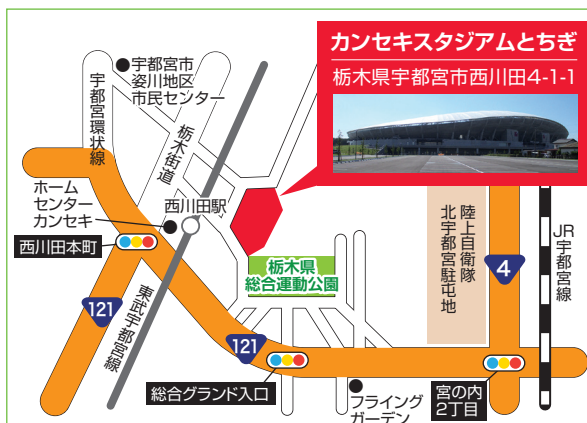 カンセキスタジアムとちぎ
栃木県宇都宮市西川田4-1-1
宇都宮市
姿川地区
市民センター
宇都宮環状線
栃木街道
ホーム
センター
カンセキ
西川田駅
西川田本町
栃木県
総合運動公園
陸上自衛隊
北宇都宮駐屯地
JR宇都宮線
4
121
東武宇都宮線
121
総合グランド入口
フライング
ガーデン
宮の内
2丁目